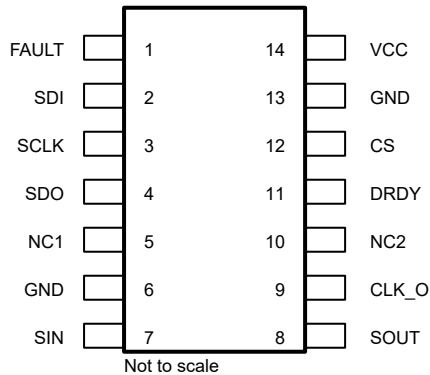 FAULT 1 14 VCC
SDI 2 13 GND
SCLK 3 12 CS
SDO 4 11 DRDY
NC1 5 10 NC2
GND 6 9 CLK_O
SIN 7 8 SOUT
Not to scale